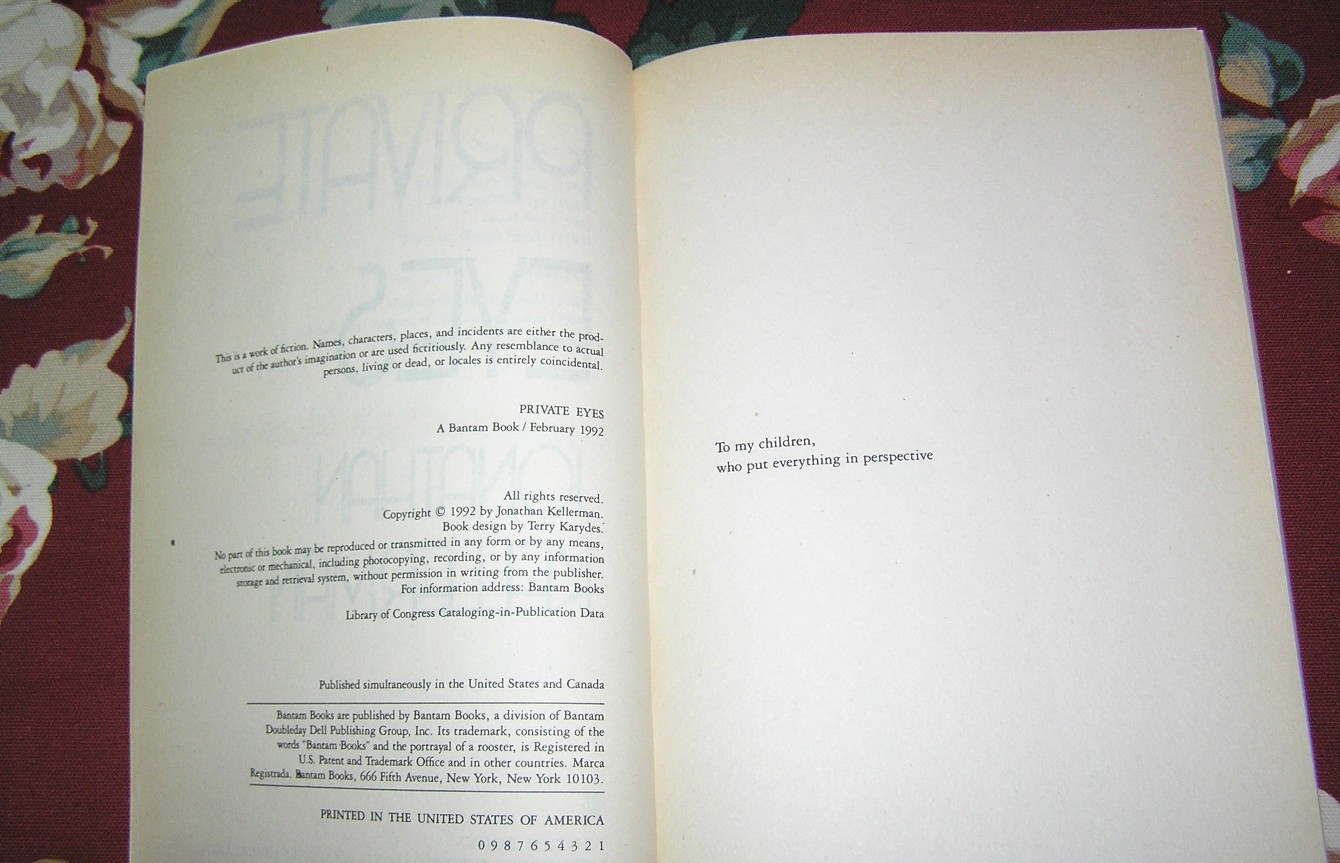 This is a work of fiction. Names, characters, places, and incidents are either the prod-
uct of the author's imagination or are used fictitiously. Any resemblance to actual
persons, living or dead, or locales is entirely coincidental.
PRIVATE EYES
A Bantam Book / February 1992
All rights reserved.
Copyright © 1992 by Jonathan Kellerman.
Book design by Terry Karydes.
No part of this book may be reproduced or transmitted in any form or by any means,
electronic or mechanical, including photocopying, recording, or by any information
storage and retrieval system, without permission in writing from the publisher.
For information address: Bantam Books
Library of Congress Cataloging-in-Publication Data
Published simultaneously in the United States and Canada
Bantam Books are published by Bantam Books, a division of Bantam
Doubleday Dell Publishing Group, Inc. Its trademark, consisting of the
words "Bantam Books" and the portrayal of a rooster, is Registered in
U.S. Patent and Trademark Office and in other countries. Marca
Registrada. Bantam Books, 666 Fifth Avenue, New York, New York 10103.
PRINTED IN THE UNITED STATES OF AMERICA
0 9 8 7 6 5 4 3 2 1
To my children,
who put everything in perspective